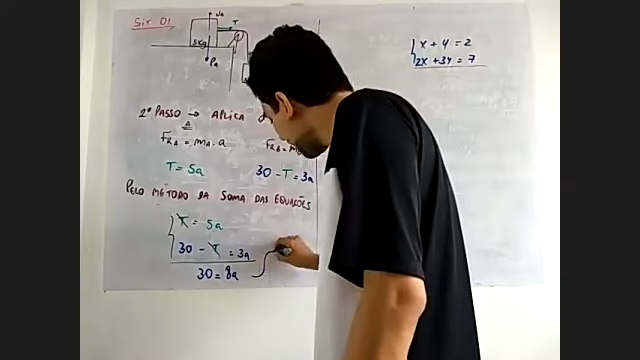 Sit 01
T
5kg
PA
2º PASSO → APLICA
A
FRA = mA . a
FRB = m
T = 5a
30 - T = 3a
PELO MÉTODO DA SOMA DAS EQUAÇÕES
T = 5a
30 - T = 3a
30 = 8a
x + y = 2
2x + 3y = 7